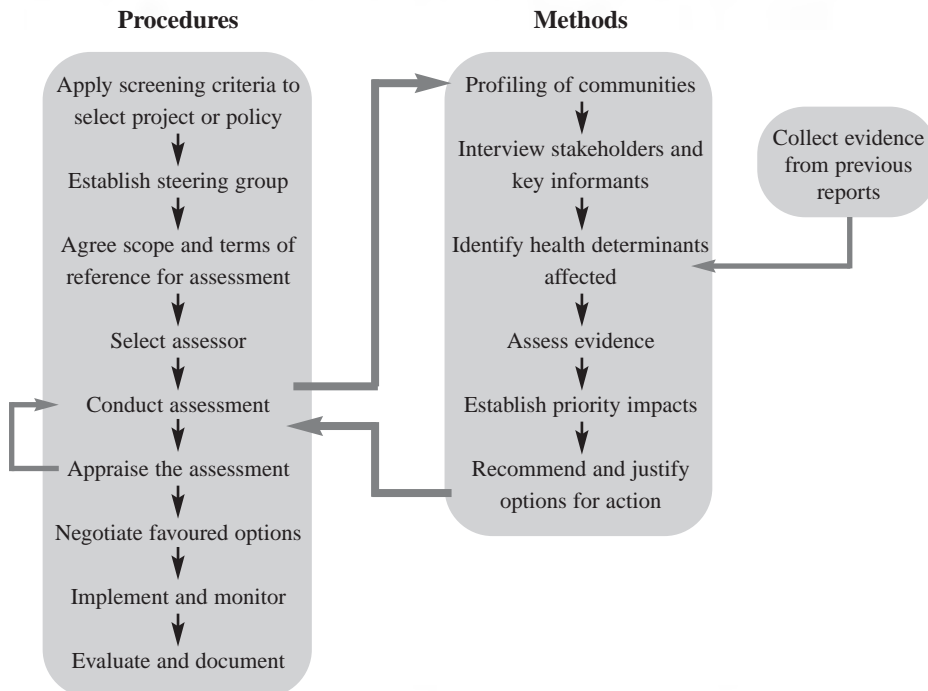 Procedures
Apply screening criteria to
select project or policy
Establish steering group
Agree scope and terms of
reference for assessment
Select assessor
Conduct assessment
Appraise the assessment
Negotiate favoured options
Implement and monitor
Evaluate and document
Methods
Profiling of communities
Interview stakeholders and
key informants
Identify health determinants
affected
Assess evidence
Establish priority impacts
Recommend and justify
options for action
Collect evidence
from previous
reports